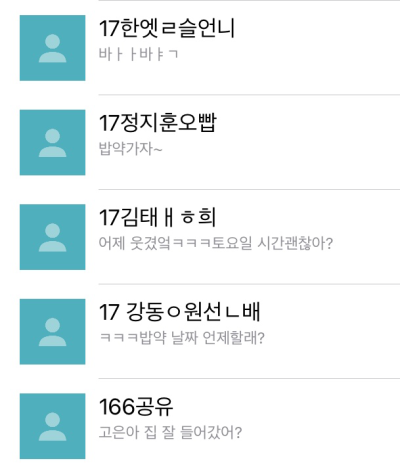 17한엣ㄹ슬언니
바ㅏㅏ바ㅑㄱ
17정지훈오빱
밥약가자~
17김태ㅐㅎ희
어제 웃겼엌ㅋㅋㅋ토요일 시간괜찮아?
17 강동ㅇ원선ㄴ배
ㅋㅋㅋ밥약 날짜 언제할래?
166공유
고은아 집 잘 들어갔어?